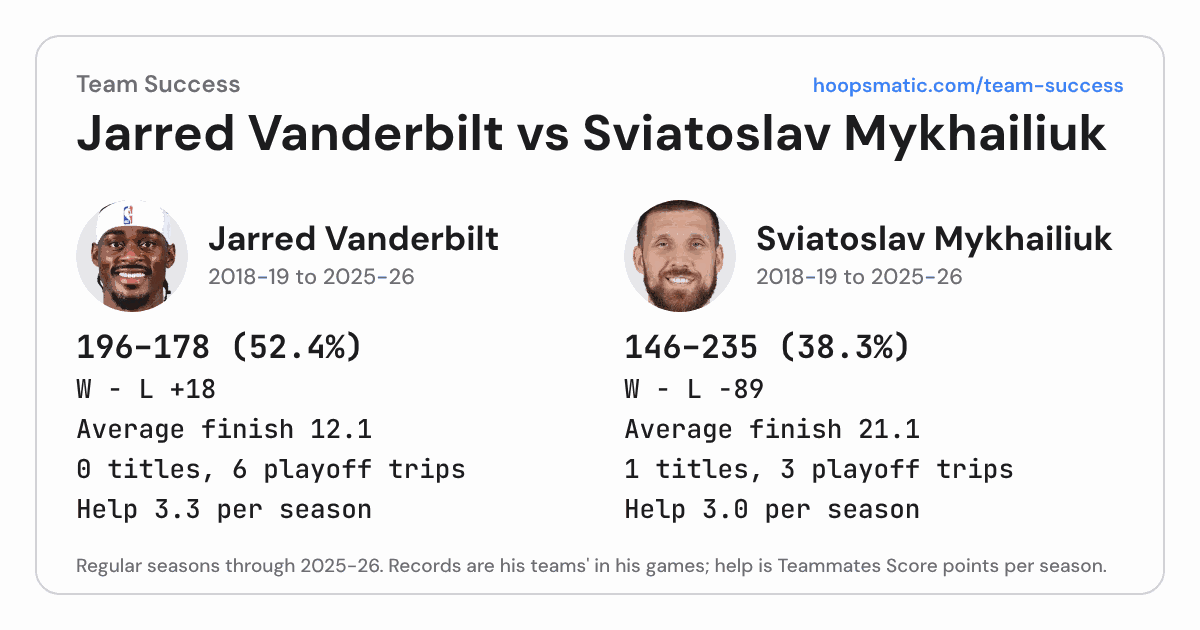 Team Success
hoopsmatic.com/team-success
Jarred Vanderbilt vs Sviatoslav Mykhailiuk
Jarred Vanderbilt
2018-19 to 2025-26
196-178 (52.4%)
W - L +18
Average finish 12.1
0 titles, 6 playoff trips
Help 3.3 per season
Sviatoslav Mykhailiuk
2018-19 to 2025-26
146-235 (38.3%)
W - L -89
Average finish 21.1
1 titles, 3 playoff trips
Help 3.0 per season
Regular seasons through 2025-26. Records are his teams' in his games; help is Teammates Score points per season.